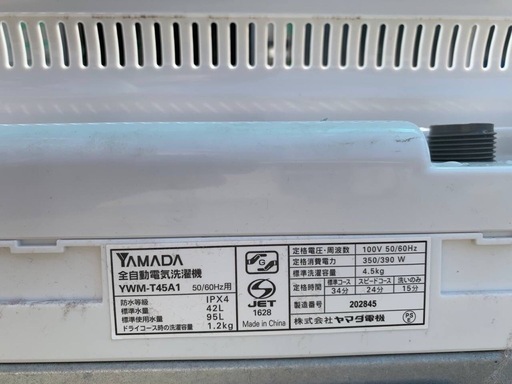 YAMADA
全自動電気洗濯機
YWM-T45A1 50/60Hz用
防水等級 IPX4
標準水量 42L
標準使用水量 95L
ドライコース時の洗濯容量 1.2kg
S
JET
1628
Made in China
定格電圧・周波数 100V 50/60Hz
定格消費電力 350/390 W
標準洗濯容量 4.5kg
定格時間 標準コース スピードコース 洗いのみ
34分 24分 15分
製造番号 202845
株式会社 ヤマダ電機
PS
E